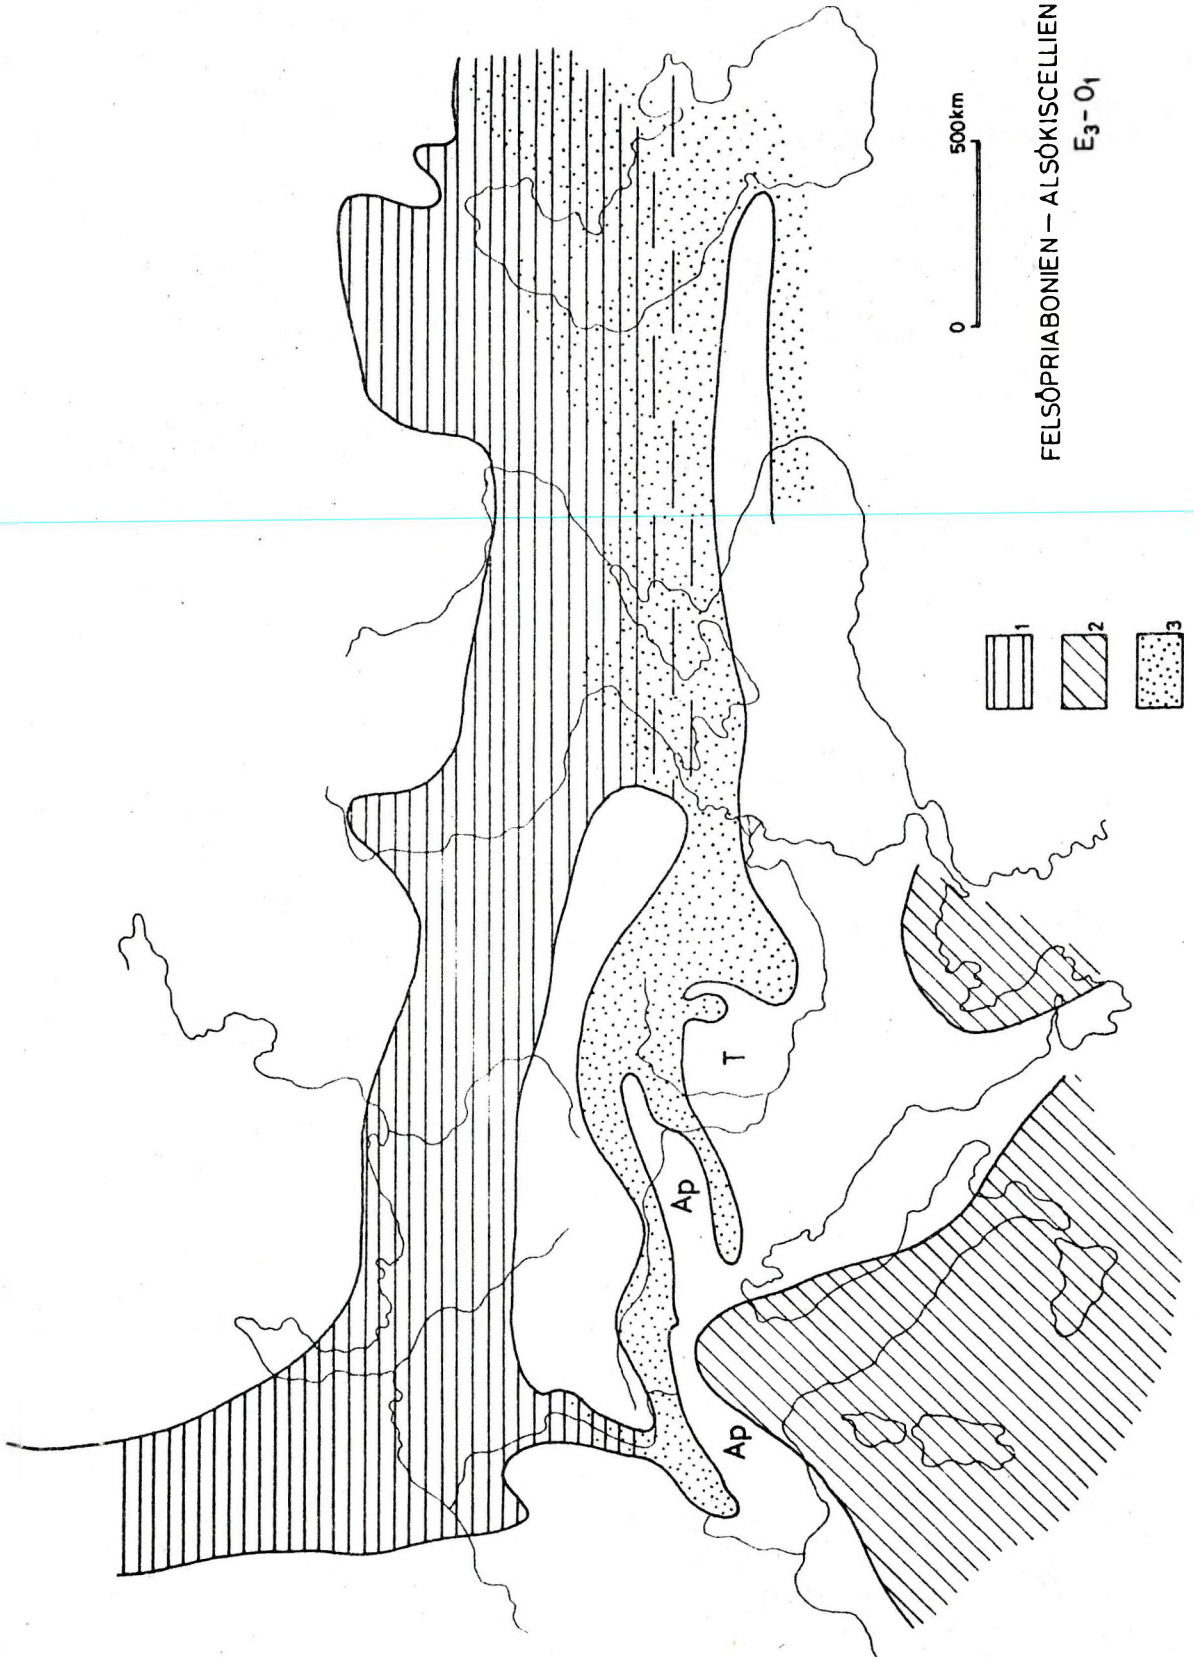 Ap
Ap
T
0 500km
FELSŐPRIABONIEN – ALSÓKISCELLIEN
E₃ - O₁
1
2
3